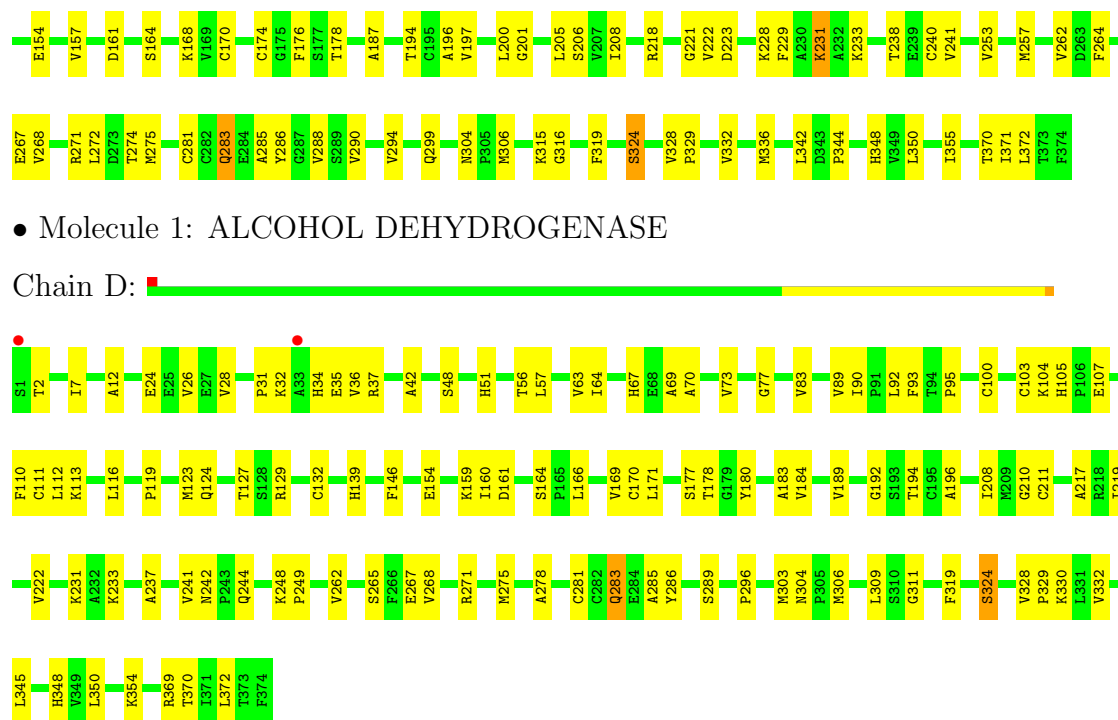 E154 V157 D161 S164 K168 V169 C170 C174 G175 F176 S177 T178 A187 T194 C195 A196 V197 L200 G201 L205 S206 V207 I208 R218 G221 V222 D223 K228 F229 A230 K231 A232 K233 T238 E239 C240 V241 V253 M257 V262 D263 F264
E267 V268 R271 L272 D273 T274 M275 C281 C282 Q283 E284 A285 Y286 G287 V288 S289 V290 V294 Q299 N304 P305 M306 K315 G316 F319 S324 V328 P329 V332 M336 L342 D343 P344 H348 V349 L350 I355 T370 I371 L372 T373 F374
• Molecule 1: ALCOHOL DEHYDROGENASE
Chain D:
S1 T2 I7 A12 E24 E25 V26 E27 V28 P31 K32 A33 H34 E35 V36 R37 A42 S48 H51 T56 L57 V63 I64 H67 E68 A69 A70 V73 G77 V83 V89 I90 P91 L92 F93 T94 P95 C100 C103 K104 H105 P106 E107
F110 C111 L112 K113 L116 P119 M123 Q124 T127 S128 R129 C132 H139 F146 E154 K159 I160 D161 S164 P165 L166 V169 C170 L171 S177 T178 G179 Y180 A183 V184 V189 G192 S193 T194 C195 A196 I208 M209 G210 C211 A217 R218 I219
V222 K231 A232 K233 A237 V241 N242 P243 Q244 K248 P249 V262 S265 F266 E267 V268 R271 M275 A278 C281 C282 Q283 E284 A285 Y286 S289 P296 M303 N304 P305 M306 L309 S310 G311 F319 S324 V328 P329 K330 L331 V332
L345 H348 V349 L350 K354 R369 T370 I371 L372 T373 F374